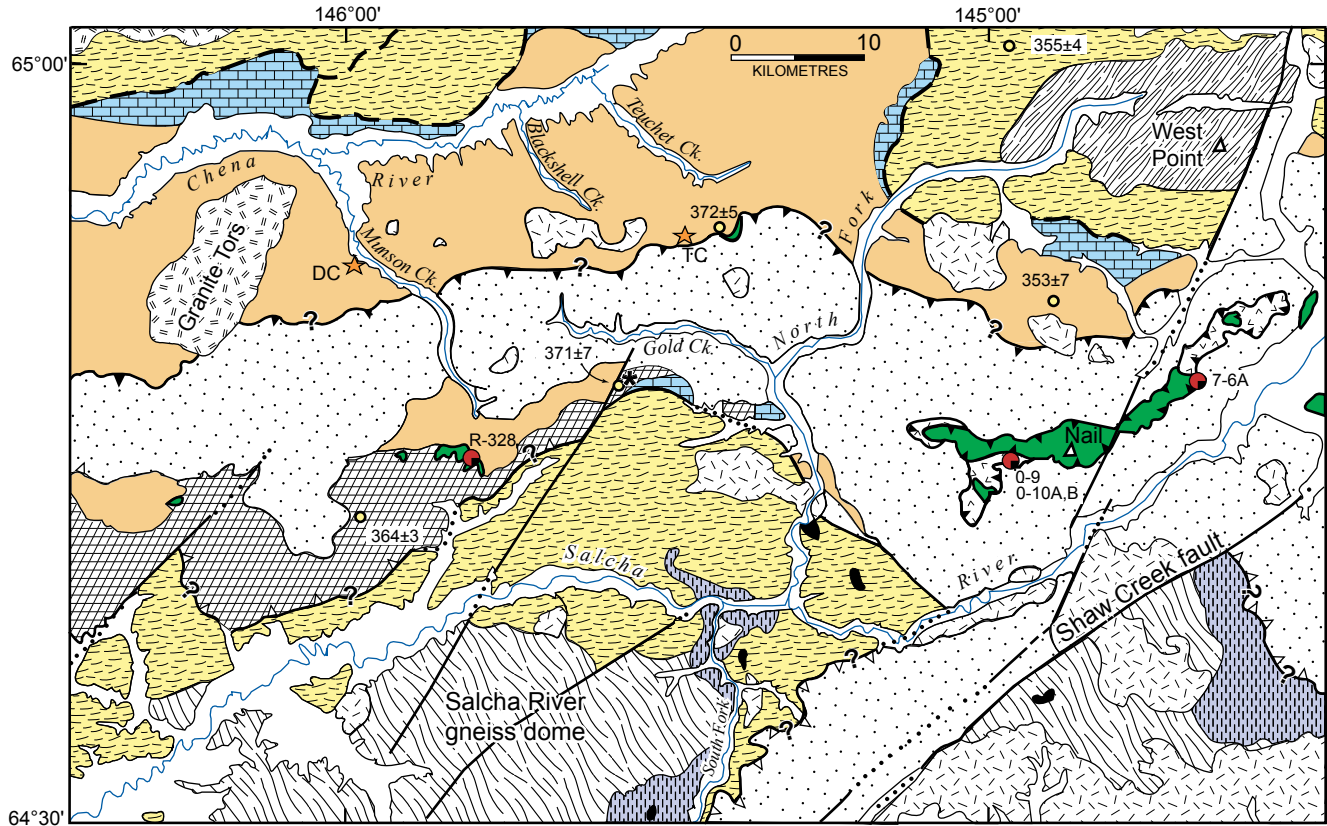 146°00'
145°00'
65°00'
0 10
KILOMETRES
355±4
West
Point
Teuchet Ck.
Blackshell Ck.
Chena
River
Fork
372±5
?
TC
Munson Ck.
DC
?
Granite Tors
?
353±7
?
North
Gold Ck.
371±7
*
7-6A
R-328
?
Nail
0-9
0-10A,B
364±3
Salcha
River
?
?
Shaw Creek fault
?
?
?
Salcha River
gneiss dome
South Fork
?
64°30'